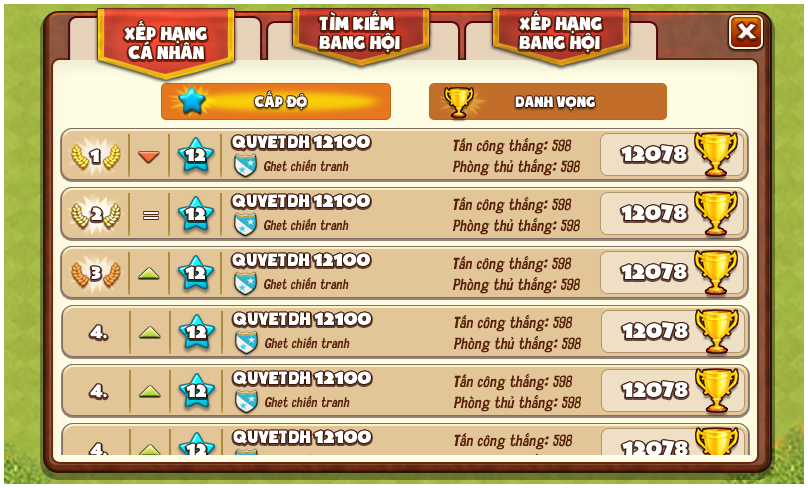 XẾP HẠNG
CÁ NHÂN
TÌM KIẾM
BANG HỘI
XẾP HẠNG
BANG HỘI
CẤP ĐỘ
DANH VỌNG
1
12
QUYETDH 12100
Ghet chiến tranh
Tấn công thắng: 598
Phòng thủ thắng: 598
12078
2
12
QUYETDH 12100
Ghet chiến tranh
Tấn công thắng: 598
Phòng thủ thắng: 598
12078
3
12
QUYETDH 12100
Ghet chiến tranh
Tấn công thắng: 598
Phòng thủ thắng: 598
12078
4.
12
QUYETDH 12100
Ghet chiến tranh
Tấn công thắng: 598
Phòng thủ thắng: 598
12078
4.
12
QUYETDH 12100
Ghet chiến tranh
Tấn công thắng: 598
Phòng thủ thắng: 598
12078
4.
12
QUYETDH 12100
Tấn công thắng: 598
12078